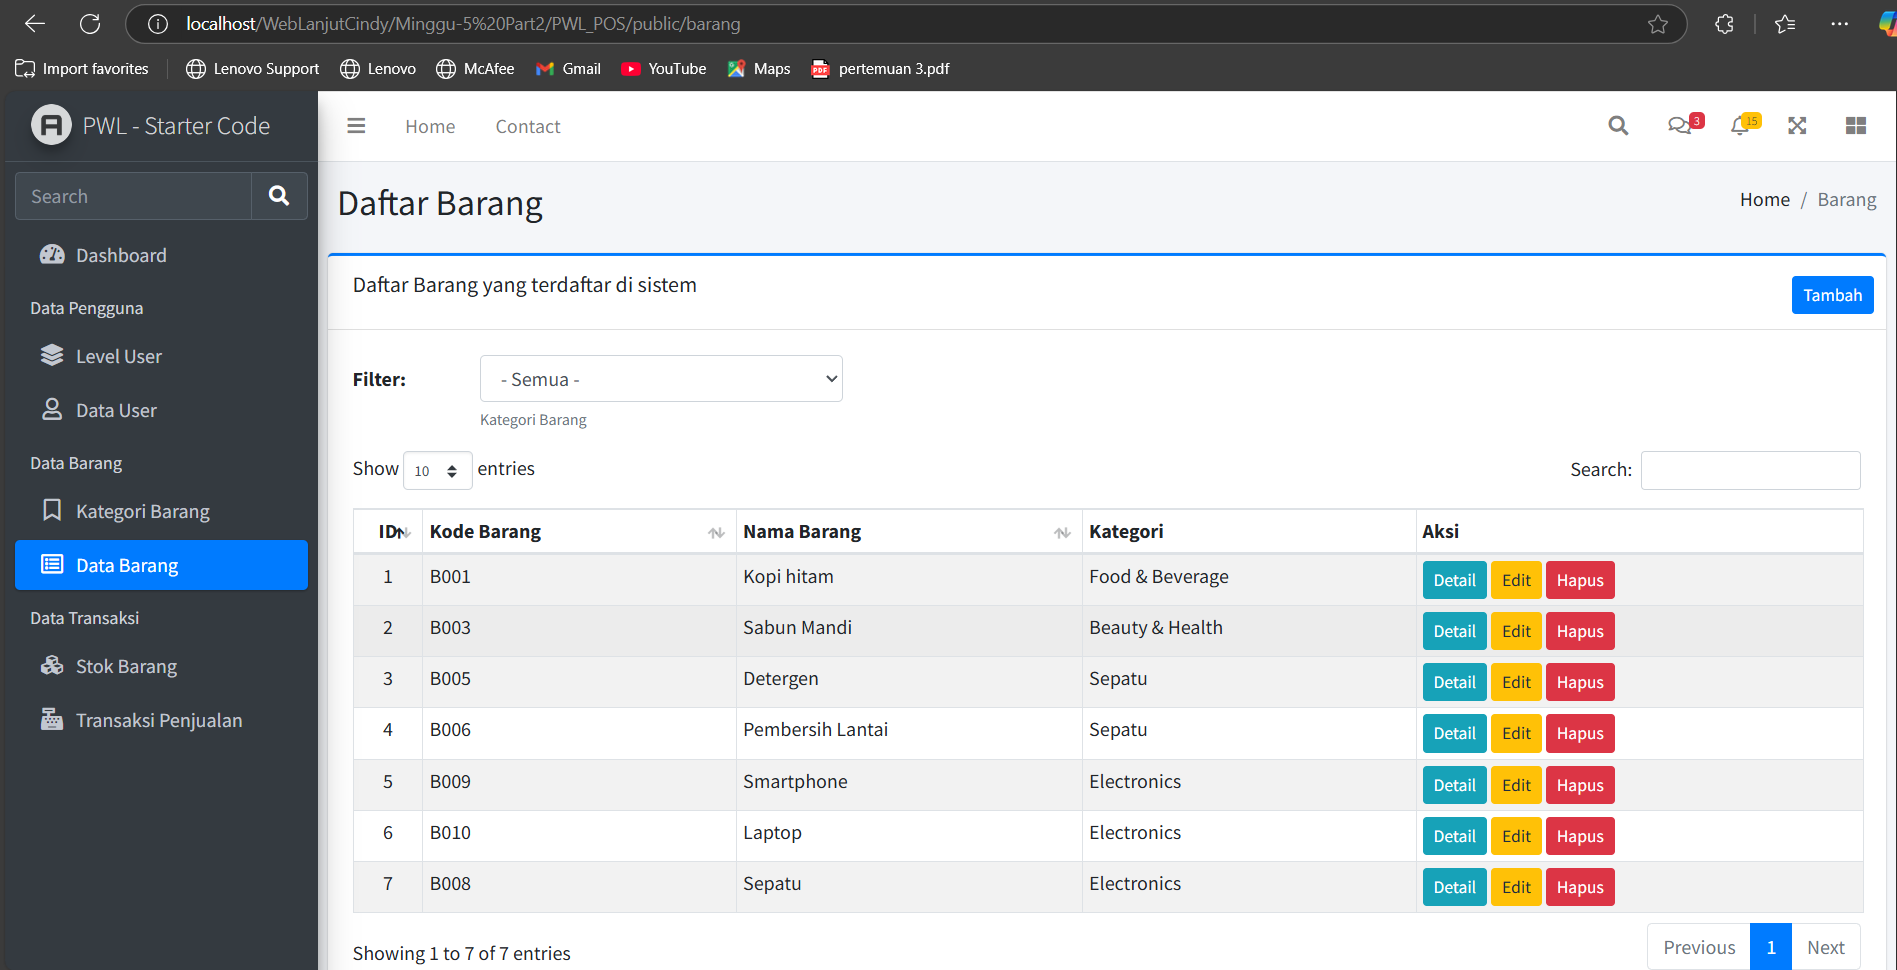 localhost/WebLanjutCindy/Minggu-5%20Part2/PWL_POS/public/barang
Import favorites Lenovo Support Lenovo McAfee Gmail YouTube Maps PDF pertemuan 3.pdf
PWL - Starter Code
Search
Dashboard
Data Pengguna
Level User
Data User
Data Barang
Kategori Barang
Data Barang
Data Transaksi
Stok Barang
Transaksi Penjualan
Home Contact 3 15
Daftar Barang
Home / Barang
Daftar Barang yang terdaftar di sistem
Tambah
Filter: - Semua -
Kategori Barang
Show 10 entries Search:
ID Kode Barang Nama Barang Kategori Aksi
1 B001 Kopi hitam Food & Beverage Detail Edit Hapus
2 B003 Sabun Mandi Beauty & Health Detail Edit Hapus
3 B005 Detergen Sepatu Detail Edit Hapus
4 B006 Pembersih Lantai Sepatu Detail Edit Hapus
5 B009 Smartphone Electronics Detail Edit Hapus
6 B010 Laptop Electronics Detail Edit Hapus
7 B008 Sepatu Electronics Detail Edit Hapus
Showing 1 to 7 of 7 entries
Previous 1 Next